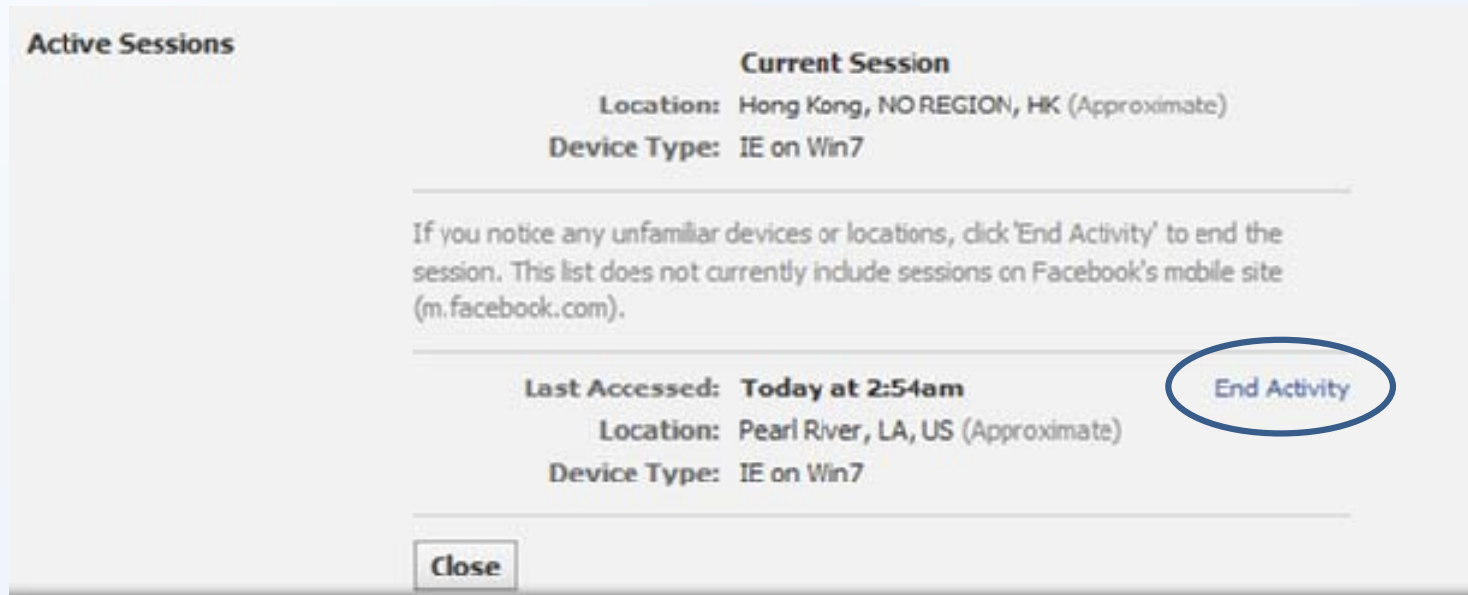 Active Sessions
Current Session
Location: Hong Kong, NO REGION, HK (Approximate)
Device Type: IE on Win7
If you notice any unfamiliar devices or locations, click 'End Activity' to end the
session. This list does not currently include sessions on Facebook's mobile site
(m.facebook.com).
Last Accessed: Today at 2:54am End Activity
Location: Pearl River, LA, US (Approximate)
Device Type: IE on Win7
Close